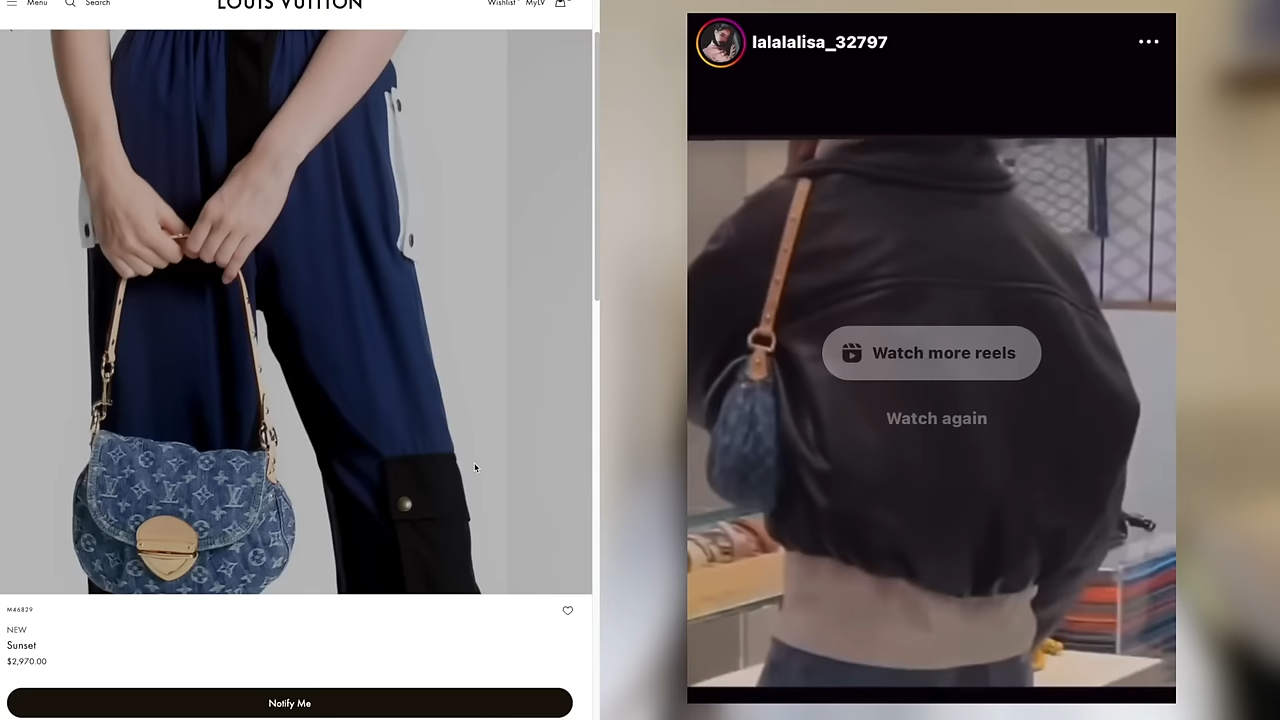 Menu
Search
LOUIS VUITTON
Wishlist
MyLV
M46829
NEW
Sunset
$2,970.00
Notify Me
lalalalisa_32797
Watch more reels
Watch again